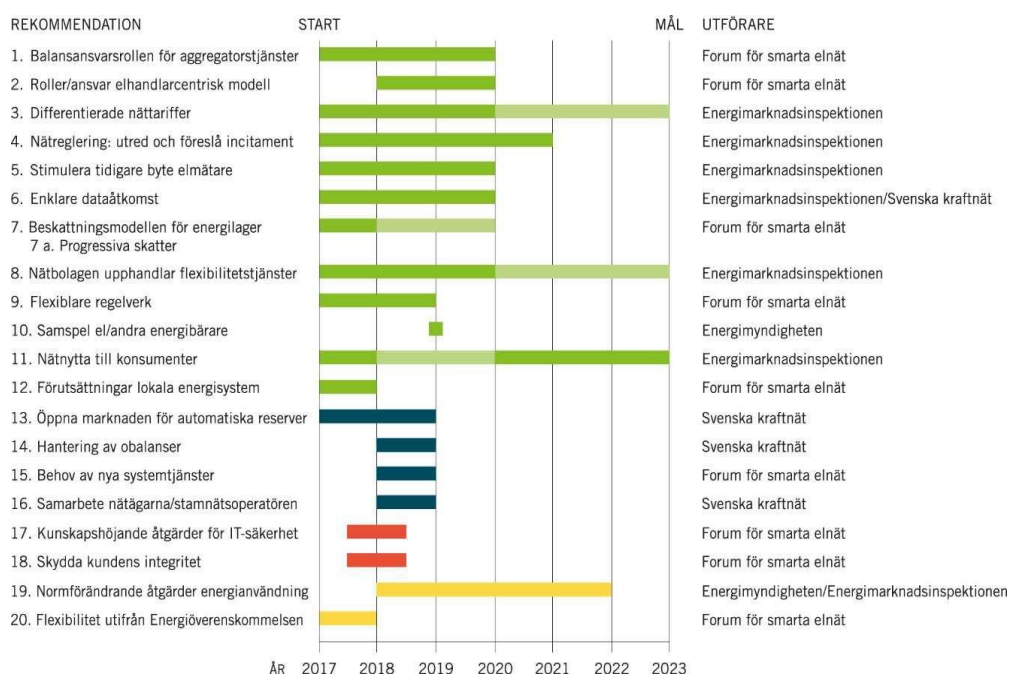 REKOMMENDATION START MÅL UTFÖRARE
1. Balansansvarsrollen för aggregatorstjänster Forum för smarta elnät
2. Roller/ansvar elhandlarcentrisk modell Forum för smarta elnät
3. Differentierade nättariffer Energimarknadsinspektionen
4. Nätreglering: utred och föreslå incitament Energimarknadsinspektionen
5. Stimulera tidigare byte elmätare Energimarknadsinspektionen
6. Enklare dataåtkomst Energimarknadsinspektionen/Svenska kraftnät
7. Beskattningsmodellen för energilager Forum för smarta elnät
7 a. Progressiva skatter
8. Nätbolagen upphandlar flexibilitetstjänster Energimarknadsinspektionen
9. Flexiblare regelverk Forum för smarta elnät
10. Samspel el/andra energibärare Energimyndigheten
11. Nätnytta till konsumenter Energimarknadsinspektionen
12. Förutsättningar lokala energisystem Forum för smarta elnät
13. Öppna marknaden för automatiska reserver Svenska kraftnät
14. Hantering av obalanser Svenska kraftnät
15. Behov av nya systemtjänster Forum för smarta elnät
16. Samarbete nätägarna/stamnätsoperatören Svenska kraftnät
17. Kunskapshöjande åtgärder för IT-säkerhet Forum för smarta elnät
18. Skydda kundens integritet Forum för smarta elnät
19. Normförändrande åtgärder energianvändning Energimyndigheten/Energimarknadsinspektionen
20. Flexibilitet utifrån Energiöverenskommelsen Forum för smarta elnät
ÅR 2017 2018 2019 2020 2021 2022 2023